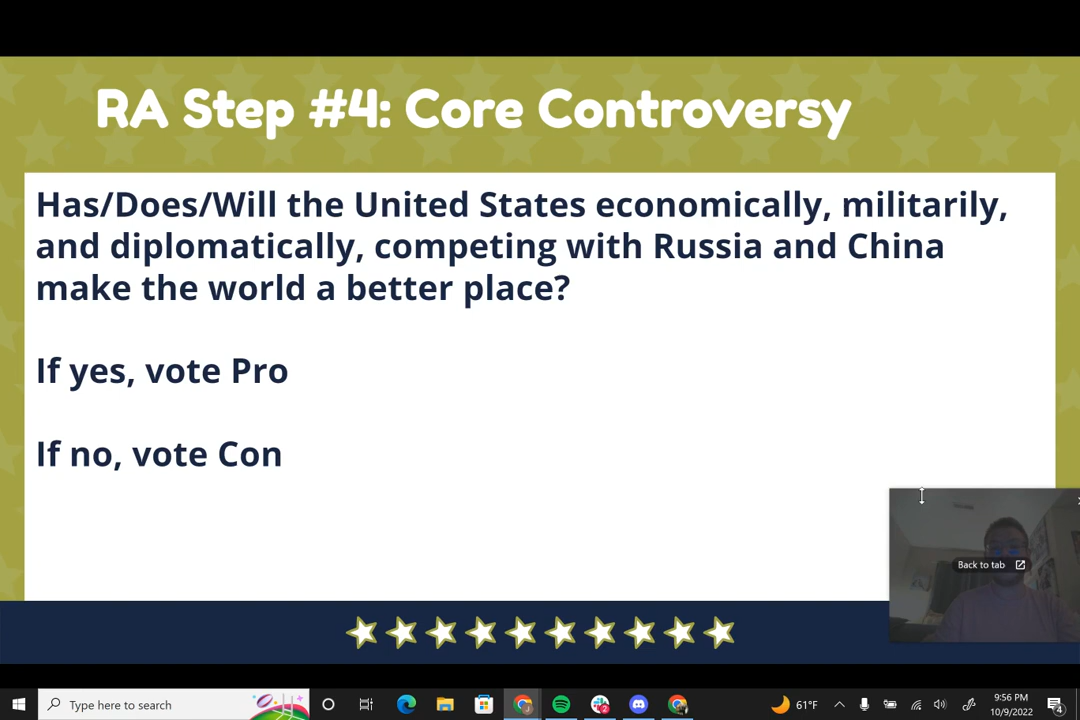 RA Step #4: Core Controversy
Has/Does/Will the United States economically, militarily,
and diplomatically, competing with Russia and China
make the world a better place?
If yes, vote Pro
If no, vote Con
Back to tab
Type here to search
61°F
9:56 PM
10/9/2022
2
4